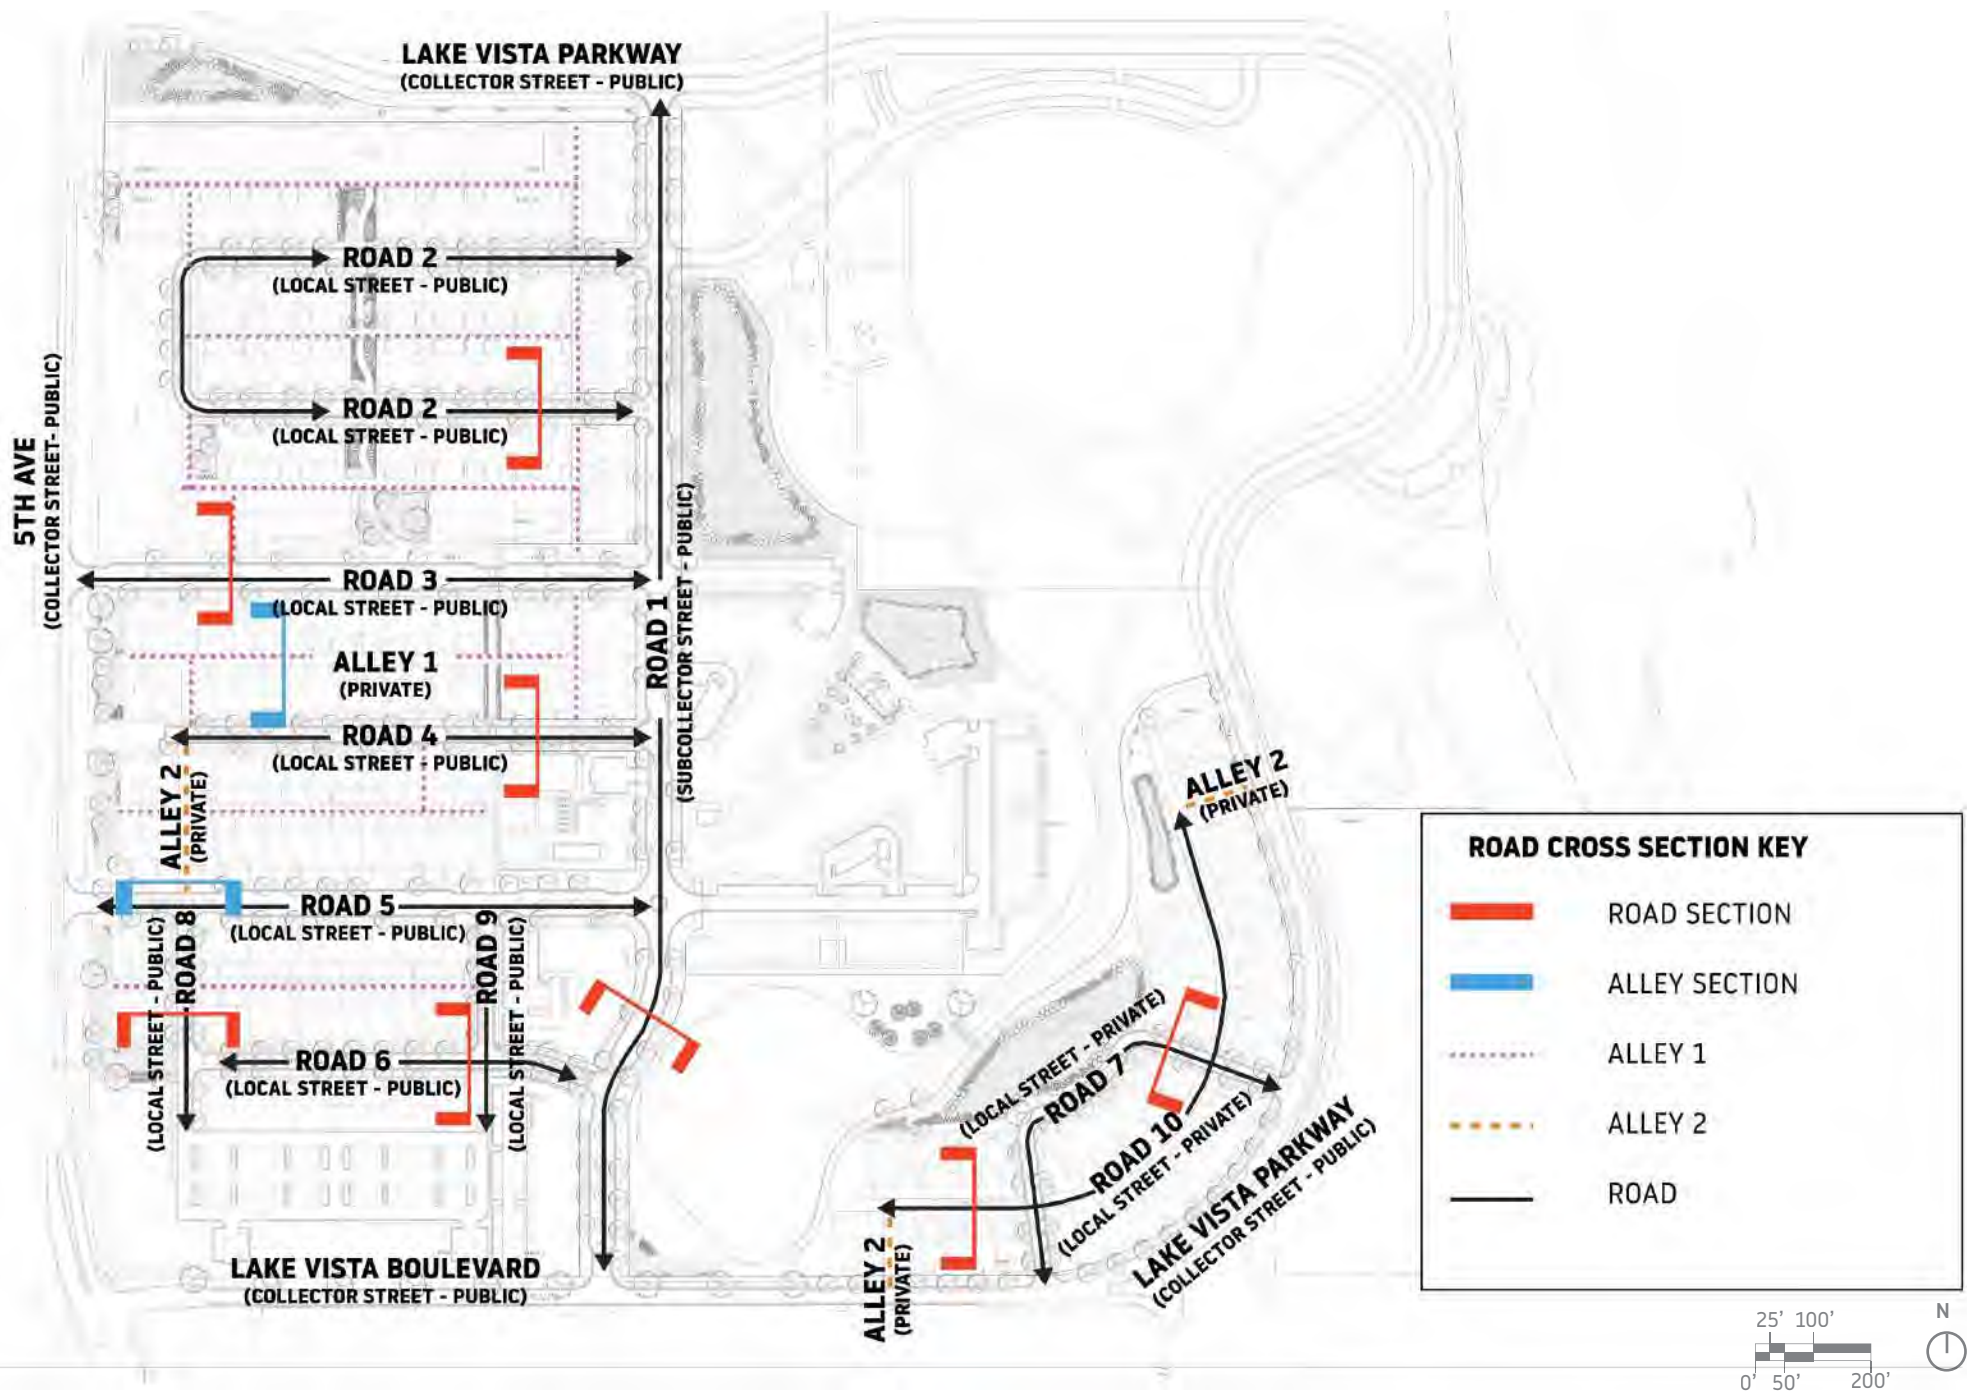 LAKE VISTA PARKWAY
(COLLECTOR STREET - PUBLIC)
ROAD 2
(LOCAL STREET - PUBLIC)
ROAD 2
(LOCAL STREET - PUBLIC)
5TH AVE
(COLLECTOR STREET- PUBLIC)
ROAD 3
(LOCAL STREET - PUBLIC)
ROAD 1
(SUBCOLLECTOR STREET - PUBLIC)
ALLEY 1
(PRIVATE)
ROAD 4
(LOCAL STREET - PUBLIC)
ALLEY 2
(PRIVATE)
ALLEY 2
(PRIVATE)
ROAD 5
(LOCAL STREET - PUBLIC)
ROAD 8
(LOCAL STREET - PUBLIC)
ROAD 9
(LOCAL STREET - PUBLIC)
ROAD 6
(LOCAL STREET - PUBLIC)
(LOCAL STREET - PRIVATE)
ROAD 7
ROAD 10
(LOCAL STREET - PRIVATE)
LAKE VISTA PARKWAY
(COLLECTOR STREET - PUBLIC)
ALLEY 2
(PRIVATE)
LAKE VISTA BOULEVARD
(COLLECTOR STREET - PUBLIC)
ROAD CROSS SECTION KEY
ROAD SECTION
ALLEY SECTION
ALLEY 1
ALLEY 2
ROAD
25' 100'
0' 50' 200'
N